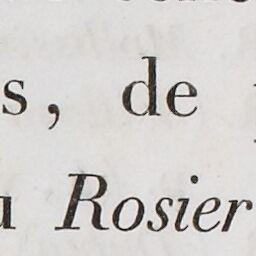 s, de
Rosier